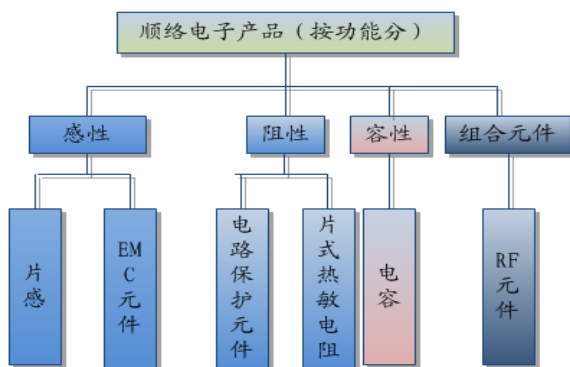 顺络电子产品（按功能分）
感性
阻性
容性
组合元件
片感
EMC元件
电路保护元件
片式热敏电阻
电容
RF元件